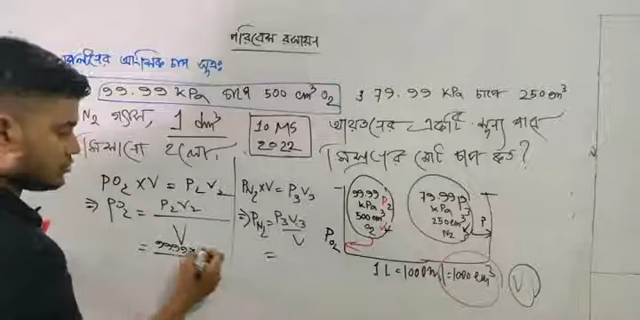 পরিবেশ রসায়ন
আংশিক চাপ সূত্রঃ
99.99 kPa চাপে 500 cm³ O₂ ও 79.99 kPa চাপে 250 cm³
N₂ গ্যাস, 1 dm³ 10 MS 2022 আয়তনের একটি পাত্রে
মিশানো হলো। মিশ্রণের মোট চাপ কত?
PO₂ × V = P₂V₂
⇒ PO₂ = P₂V₂ / V
PN₂ × V = P₃V₃
⇒ PN₂ = P₃V₃ / V
=
99.99 kPa 500 cm³ O₂
79.99 kPa 250 cm³ N₂
PO₂
1 L = 1000 ml = 1000 cm³
V